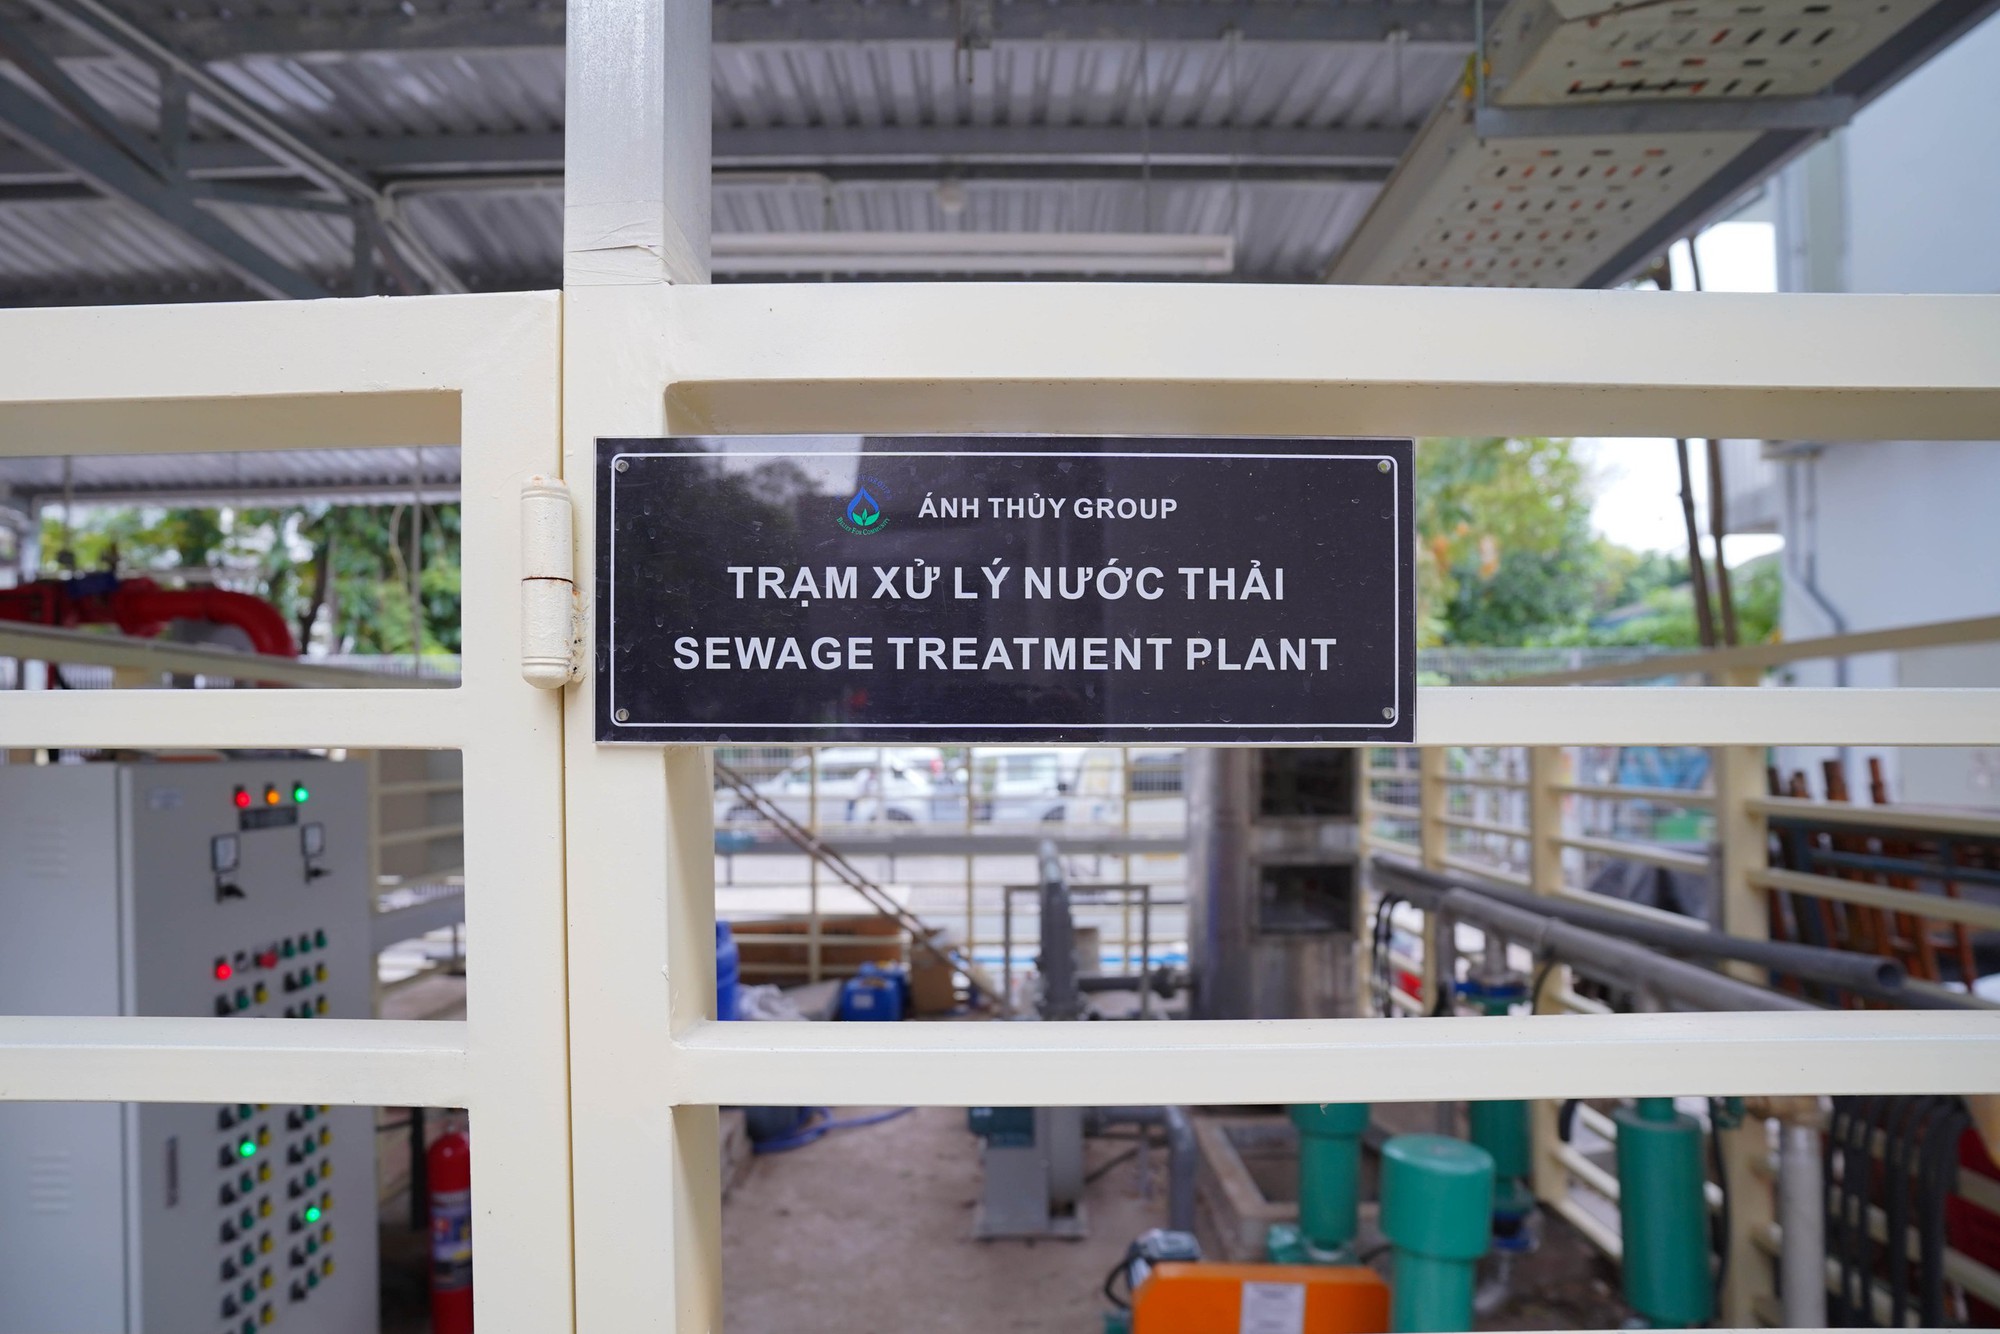 ÁNH THỦY GROUP
TRẠM XỬ LÝ NƯỚC THẢI
SEWAGE TREATMENT PLANT